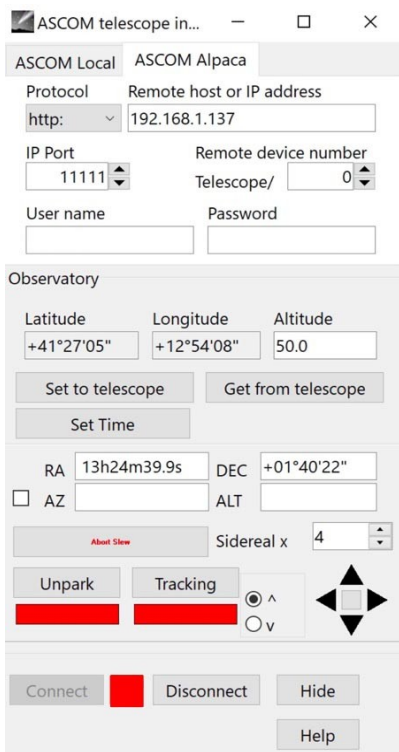 ASCOM telescope in...
ASCOM Local ASCOM Alpaca
Protocol Remote host or IP address
http: 192.168.1.137
IP Port Remote device number
11111 Telescope/ 0
User name Password
Observatory
Latitude Longitude Altitude
+41°27'05" +12°54'08" 50.0
Set to telescope Get from telescope
Set Time
RA 13h24m39.9s DEC +01°40'22"
AZ ALT
Abort Slew Sidereal x 4
Unpark Tracking
^
v
Connect Disconnect Hide
Help